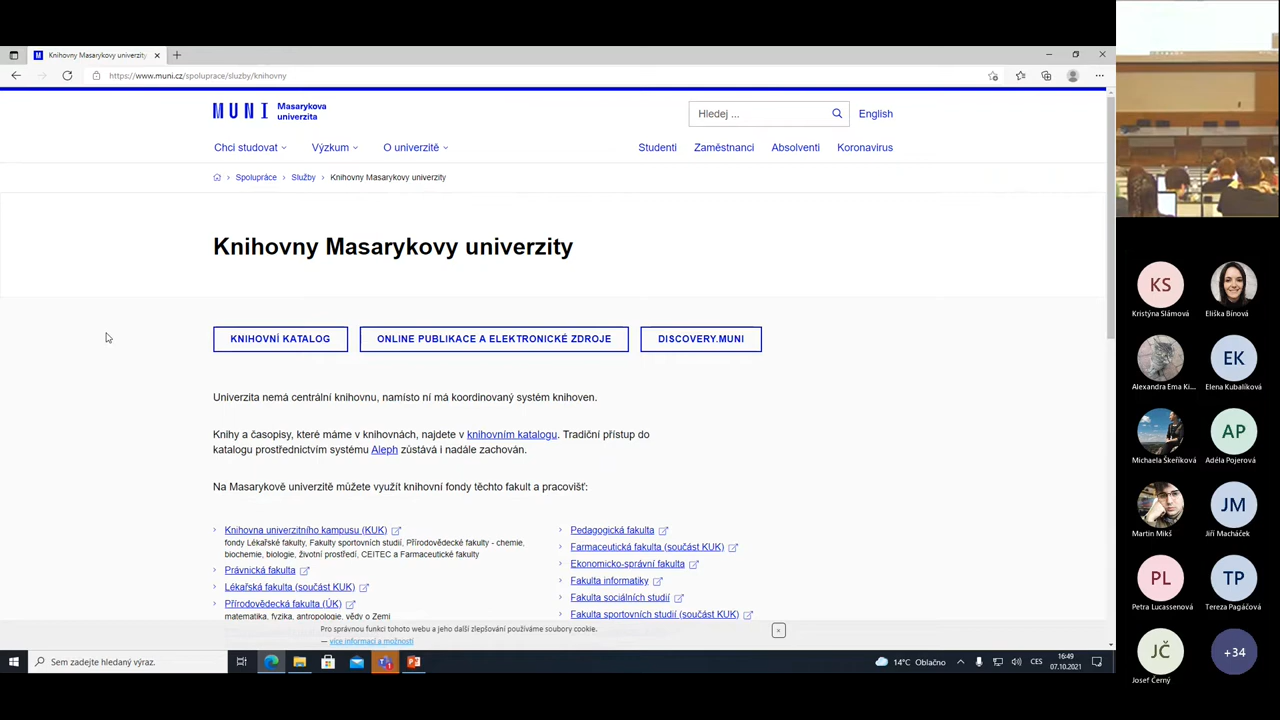 Knihovny Masarykovy univerzity
https://www.muni.cz/spoluprace/sluzby/knihovny
MUNI Masarykova
univerzita
Hledej ...
English
Chci studovat
Výzkum
O univerzitě
Studenti
Zaměstnanci
Absolventi
Koronavirus
Spolupráce > Služby > Knihovny Masarykovy univerzity
Knihovny Masarykovy univerzity
KNIHOVNÍ KATALOG
ONLINE PUBLIKACE A ELEKTRONICKÉ ZDROJE
DISCOVERY.MUNI
Univerzita nemá centrální knihovnu, namísto ní má koordinovaný systém knihoven.
Knihy a časopisy, které máme v knihovnách, najdete v knihovním katalogu. Tradiční přístup do
katalogu prostřednictvím systému Aleph zůstává i nadále zachován.
Na Masarykově univerzitě můžete využít knihovní fondy těchto fakult a pracovišť:
Knihovna univerzitního kampusu (KUK)
fondy Lékařské fakulty, Fakulty sportovních studií, Přírodovědecké fakulty - chemie,
biochemie, biologie, životní prostředí, CEITEC a Farmaceutické fakulty
Právnická fakulta
Lékařská fakulta (součást KUK)
Přírodovědecká fakulta (ÚK)
matematika, fyzika, antropologie, vědy o Zemi
Pedagogická fakulta
Farmaceutická fakulta (součást KUK)
Ekonomicko-správní fakulta
Fakulta informatiky
Fakulta sociálních studií
Fakulta sportovních studií (součást KUK)
Pro správnou funkci tohoto webu a jeho další zlepšování používáme soubory cookie.
— více informací a možností
Sem zadejte hledaný výraz.
14°C Oblačno
CES
16:49
07.10.2021
KS
Kristýna Slámová
Eliška Bínová
Alexandra Ema Ki...
EK
Elena Kubalíková
Michaela Škeříková
AP
Adéla Pojerová
Martin Mikš
JM
Jiří Macháček
PL
Petra Lucassenová
TP
Tereza Pagáčová
JČ
Josef Černý
+34